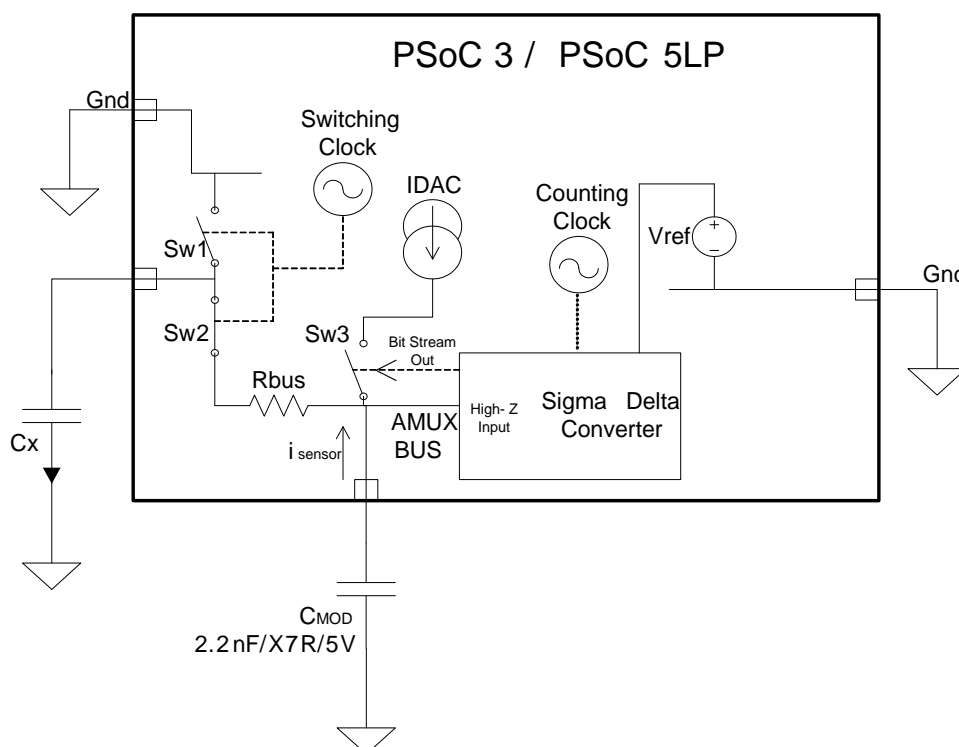 PSoC 3 / PSoC 5LP
Gnd
Switching
Clock
IDAC
Counting
Clock
Vref
Sw1
Gnd
Sw2
Sw3
Bit Stream
Out
Rbus
AMUX
BUS
High- Z
Input
Sigma Delta
Converter
Cx
i sensor
CMOD
2.2nF/X7R/5V